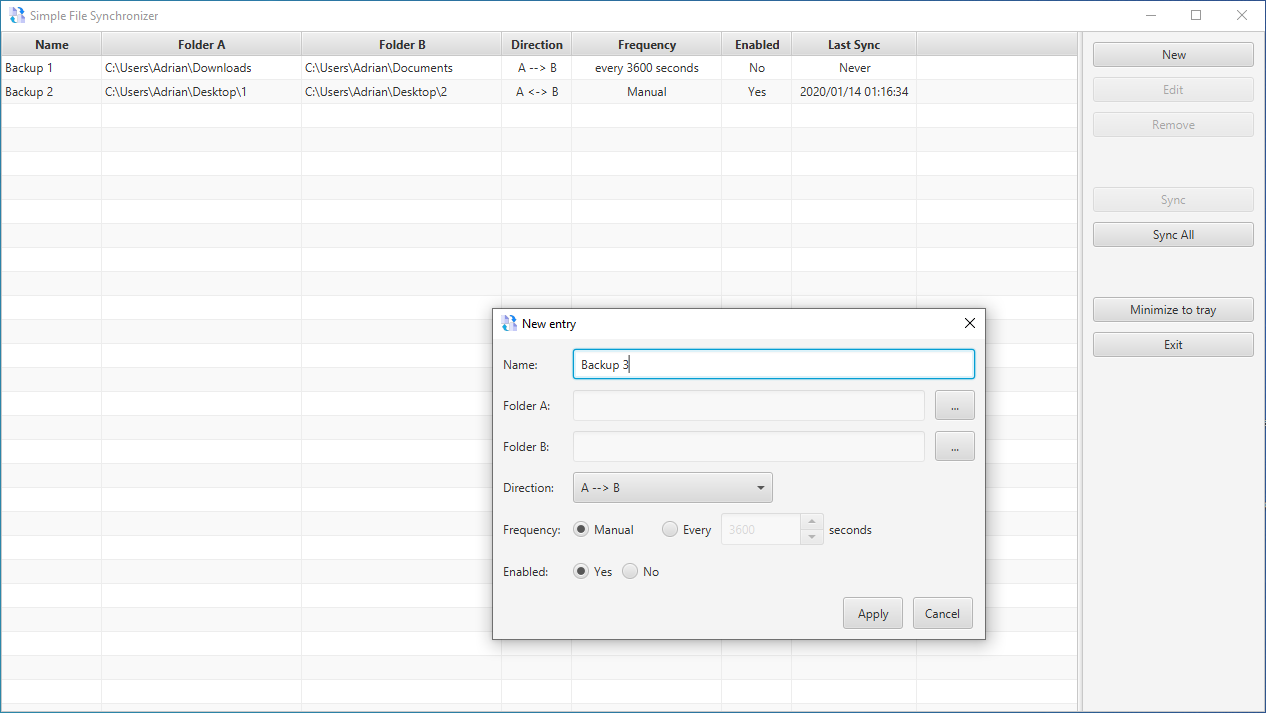 Simple File Synchronizer
Name Folder A Folder B Direction Frequency Enabled Last Sync
Backup 1 C:\Users\Adrian\Downloads C:\Users\Adrian\Documents A --> B every 3600 seconds No Never
Backup 2 C:\Users\Adrian\Desktop\1 C:\Users\Adrian\Desktop\2 A <-> B Manual Yes 2020/01/14 01:16:34
New
Edit
Remove
Sync
Sync All
Minimize to tray
Exit
New entry
Name: Backup 3
Folder A: ...
Folder B: ...
Direction: A --> B
Frequency: Manual Every 3600 seconds
Enabled: Yes No
Apply Cancel